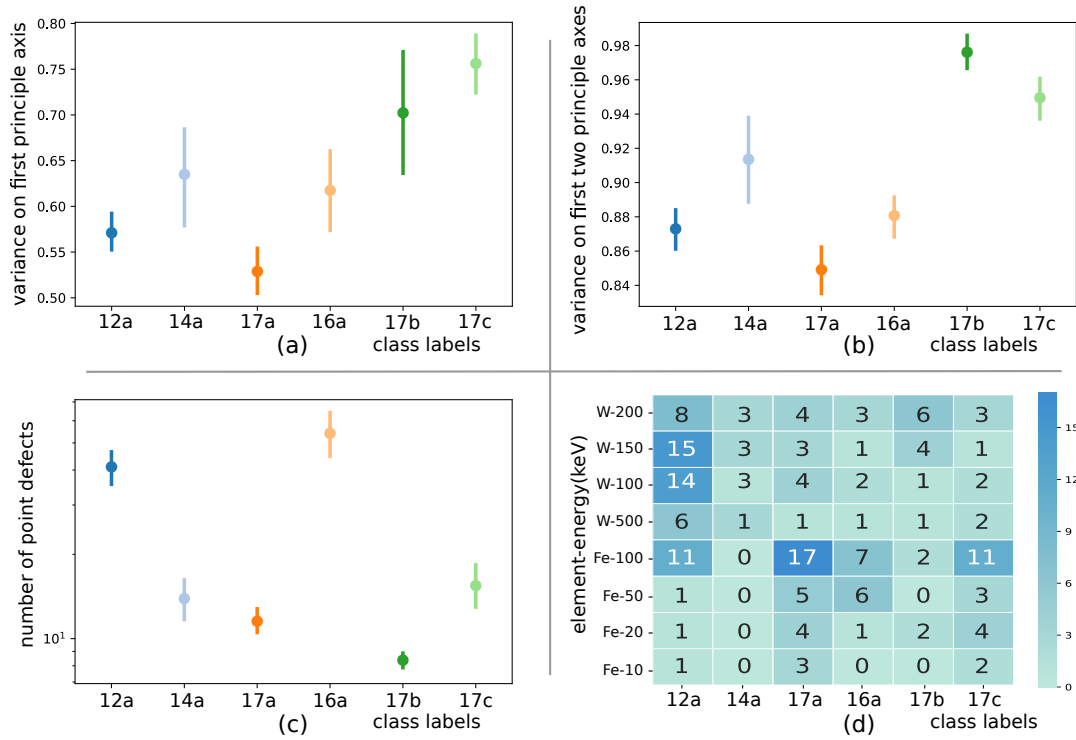 variance on first principle axis
0.80
0.75
0.70
0.65
0.60
0.55
0.50
12a 14a 17a 16a 17b 17c
(a) class labels
variance on first two principle axes
0.98
0.96
0.94
0.92
0.90
0.88
0.86
0.84
12a 14a 17a 16a 17b 17c
(b) class labels
number of point defects
10^1
12a 14a 17a 16a 17b 17c
(c) class labels
element-energy(keV)
W-200 8 3 4 3 6 3
W-150 15 3 3 1 4 1
W-100 14 3 4 2 1 2
W-500 6 1 1 1 1 2
Fe-100 11 0 17 7 2 11
Fe-50 1 0 5 6 0 3
Fe-20 1 0 4 1 2 4
Fe-10 1 0 3 0 0 2
12a 14a 17a 16a 17b 17c
(d) class labels
15
12
9
6
3
0